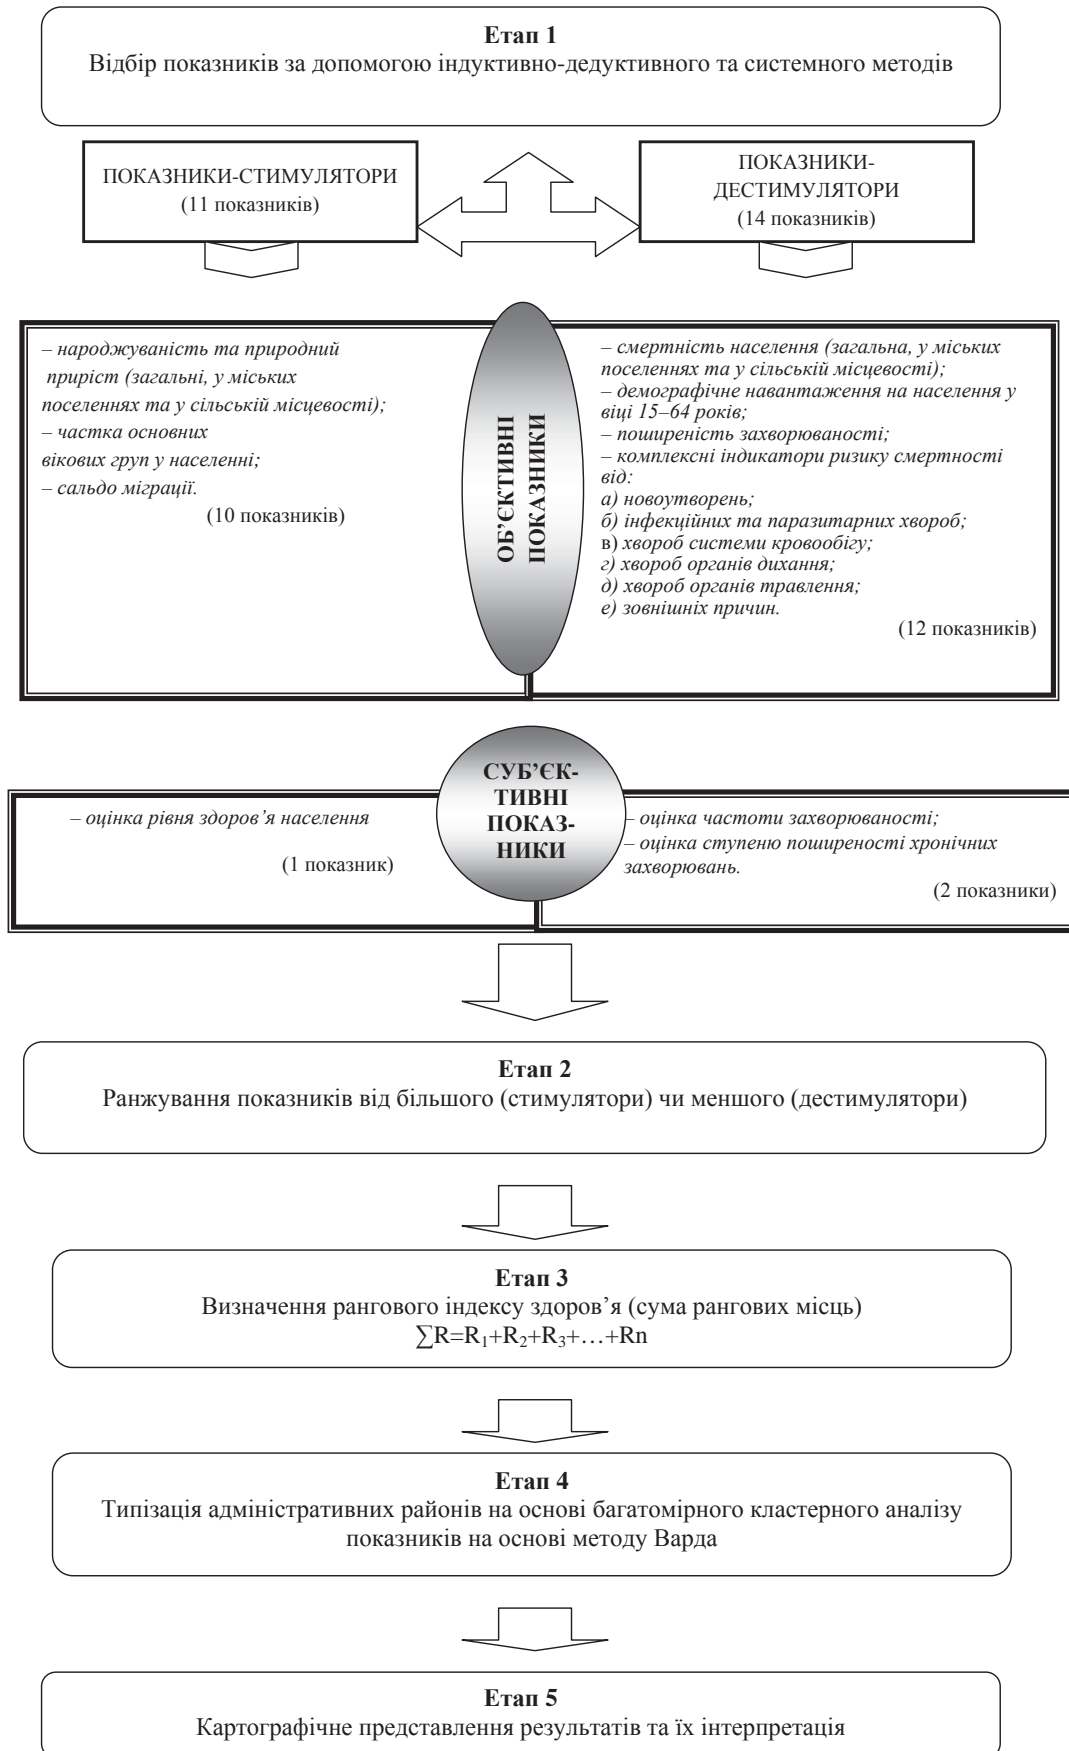 Етап 1
Відбір показників за допомогою індуктивно-дедуктивного та системного методів
ПОКАЗНИКИ-СТИМУЛЯТОРИ
(11 показників)
ПОКАЗНИКИ-
ДЕСТИМУЛЯТОРИ
(14 показників)
– народжуваність та природний
приріст (загальні, у міських
поселеннях та у сільській місцевості);
– частка основних
вікових груп у населенні;
– сальдо міграції.
(10 показників)
ОБ’ЄКТИВНІ
ПОКАЗНИКИ
– смертність населення (загальна, у міських
поселеннях та у сільській місцевості);
– демографічне навантаження на населення у
віці 15–64 років;
– поширеність захворюваності;
– комплексні індикатори ризику смертності
від:
а) новоутворень;
б) інфекційних та паразитарних хвороб;
в) хвороб системи кровообігу;
г) хвороб органів дихання;
д) хвороб органів травлення;
е) зовнішніх причин.
(12 показників)
– оцінка рівня здоров’я населення
(1 показник)
СУБ’ЄК-
ТИВНІ
ПОКАЗ-
НИКИ
– оцінка частоти захворюваності;
– оцінка ступеню поширеності хронічних
захворювань.
(2 показники)
Етап 2
Ранжування показників від більшого (стимулятори) чи меншого (дестимулятори)
Етап 3
Визначення рангового індексу здоров’я (сума рангових місць)
∑R=R₁+R₂+R₃+…+Rn
Етап 4
Типізація адміністративних районів на основі багатомірного кластерного аналізу
показників на основі методу Варда
Етап 5
Картографічне представлення результатів та їх інтерпретація